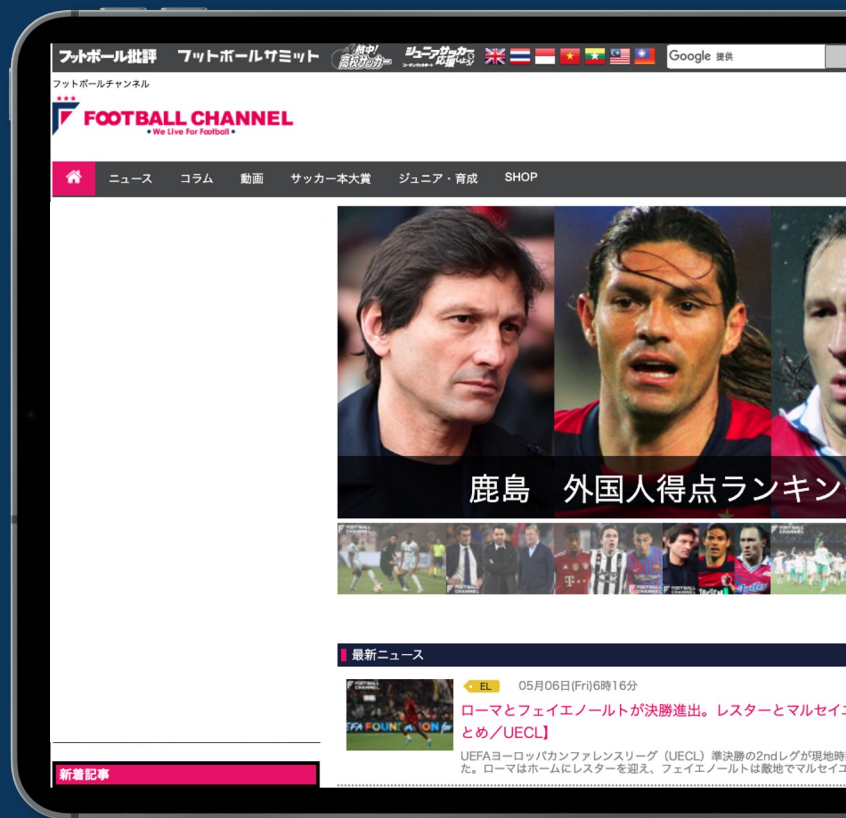 フットボール批評 フットボールサミット 熱中!高校サッカー ジュニアサッカーを応援しよう Google 提供
フットボールチャンネル
FOOTBALL CHANNEL
• We Live For Football •
ニュース コラム 動画 サッカー本大賞 ジュニア・育成 SHOP
鹿島 外国人得点ランキン
最新ニュース
EL 05月06日(Fri)6時16分
ローマとフェイエノールトが決勝進出。レスターとマルセイ
とめ／UECL】
UEFAヨーロッパカンファレンスリーグ（UECL）準決勝の2ndレグが現地時
た。ローマはホームにレスターを迎え、フェイエノールトは敵地でマルセイ
新着記事